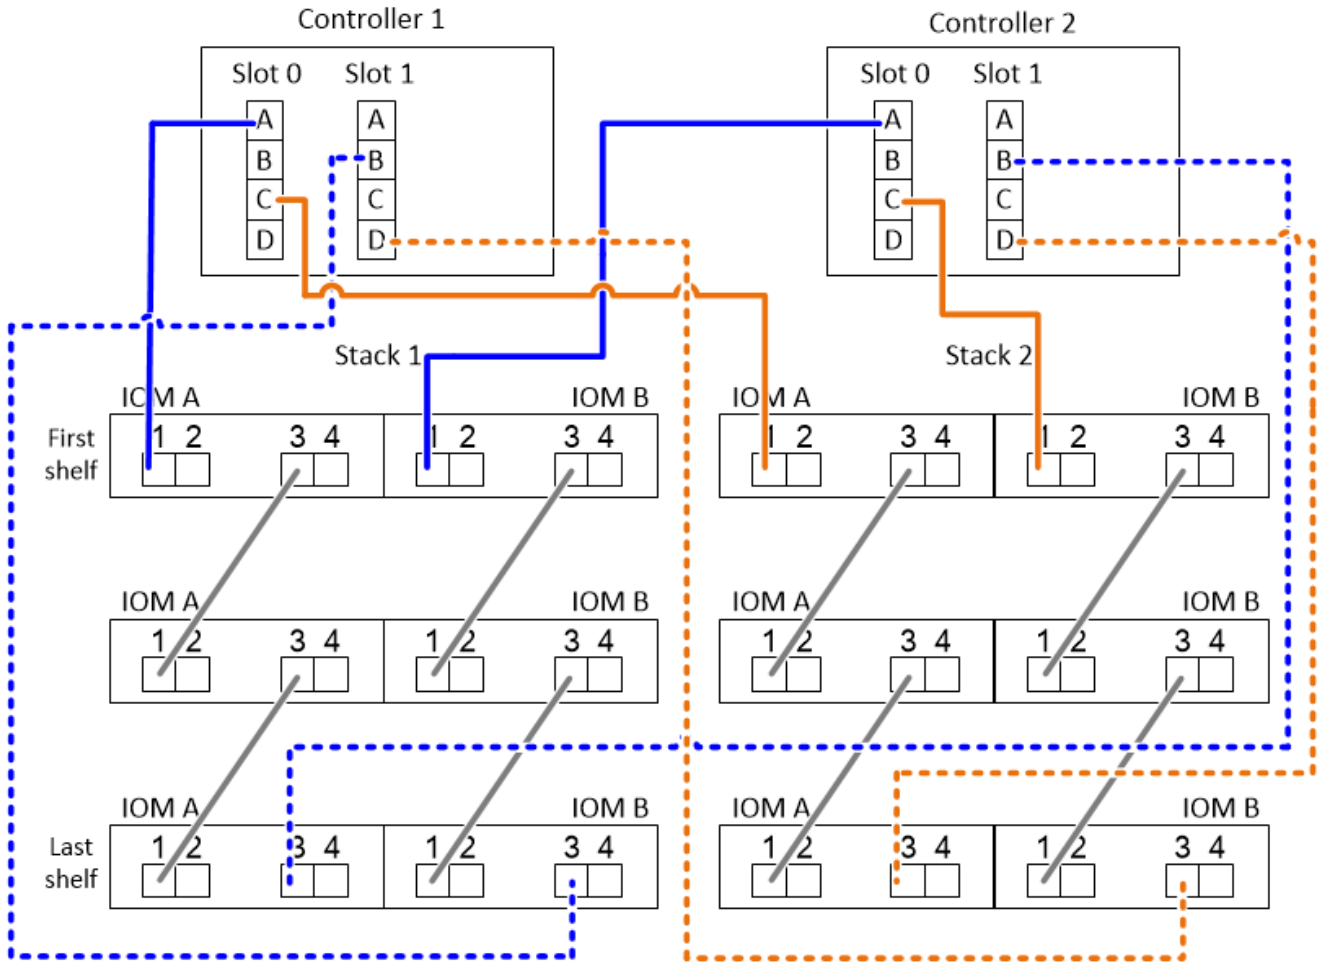 Controller 1
Controller 2
Slot 0 Slot 1
Slot 0 Slot 1
A A
B B
C C
D D
A A
B B
C C
D D
Stack 1
Stack 2
IOM A IOM B
IOM A IOM B
First shelf
1 2 3 4 1 2 3 4
1 2 3 4 1 2 3 4
IOM A IOM B
IOM A IOM B
1 2 3 4 1 2 3 4
1 2 3 4 1 2 3 4
IOM A IOM B
IOM A IOM B
Last shelf
1 2 3 4 1 2 3 4
1 2 3 4 1 2 3 4